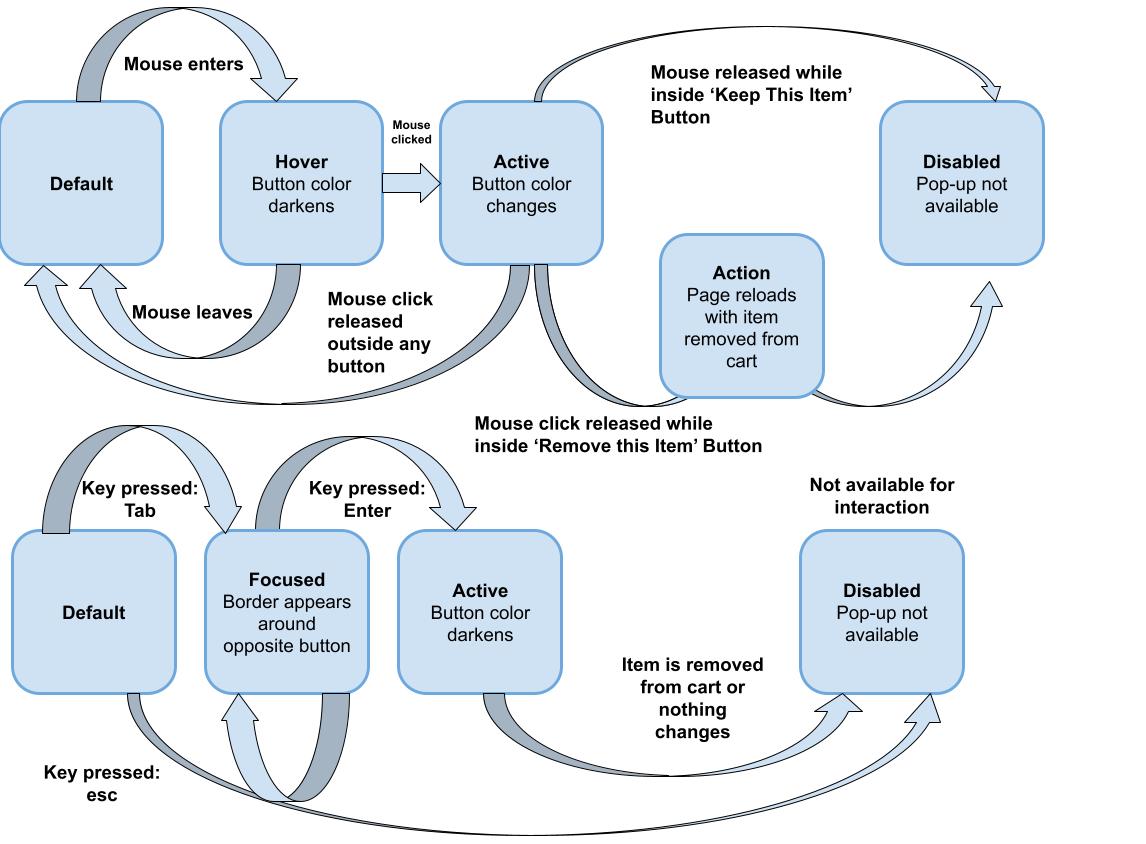 Mouse enters
Mouse released while
inside ‘Keep This Item’
Button
Mouse
clicked
Default
Hover
Button color
darkens
Active
Button color
changes
Disabled
Pop-up not
available
Action
Page reloads
with item
removed from
cart
Mouse leaves
Mouse click
released
outside any
button
Mouse click released while
inside ‘Remove this Item’ Button
Key pressed:
Tab
Key pressed:
Enter
Not available for
interaction
Default
Focused
Border appears
around
opposite button
Active
Button color
darkens
Disabled
Pop-up not
available
Item is removed
from cart or
nothing
changes
Key pressed:
esc